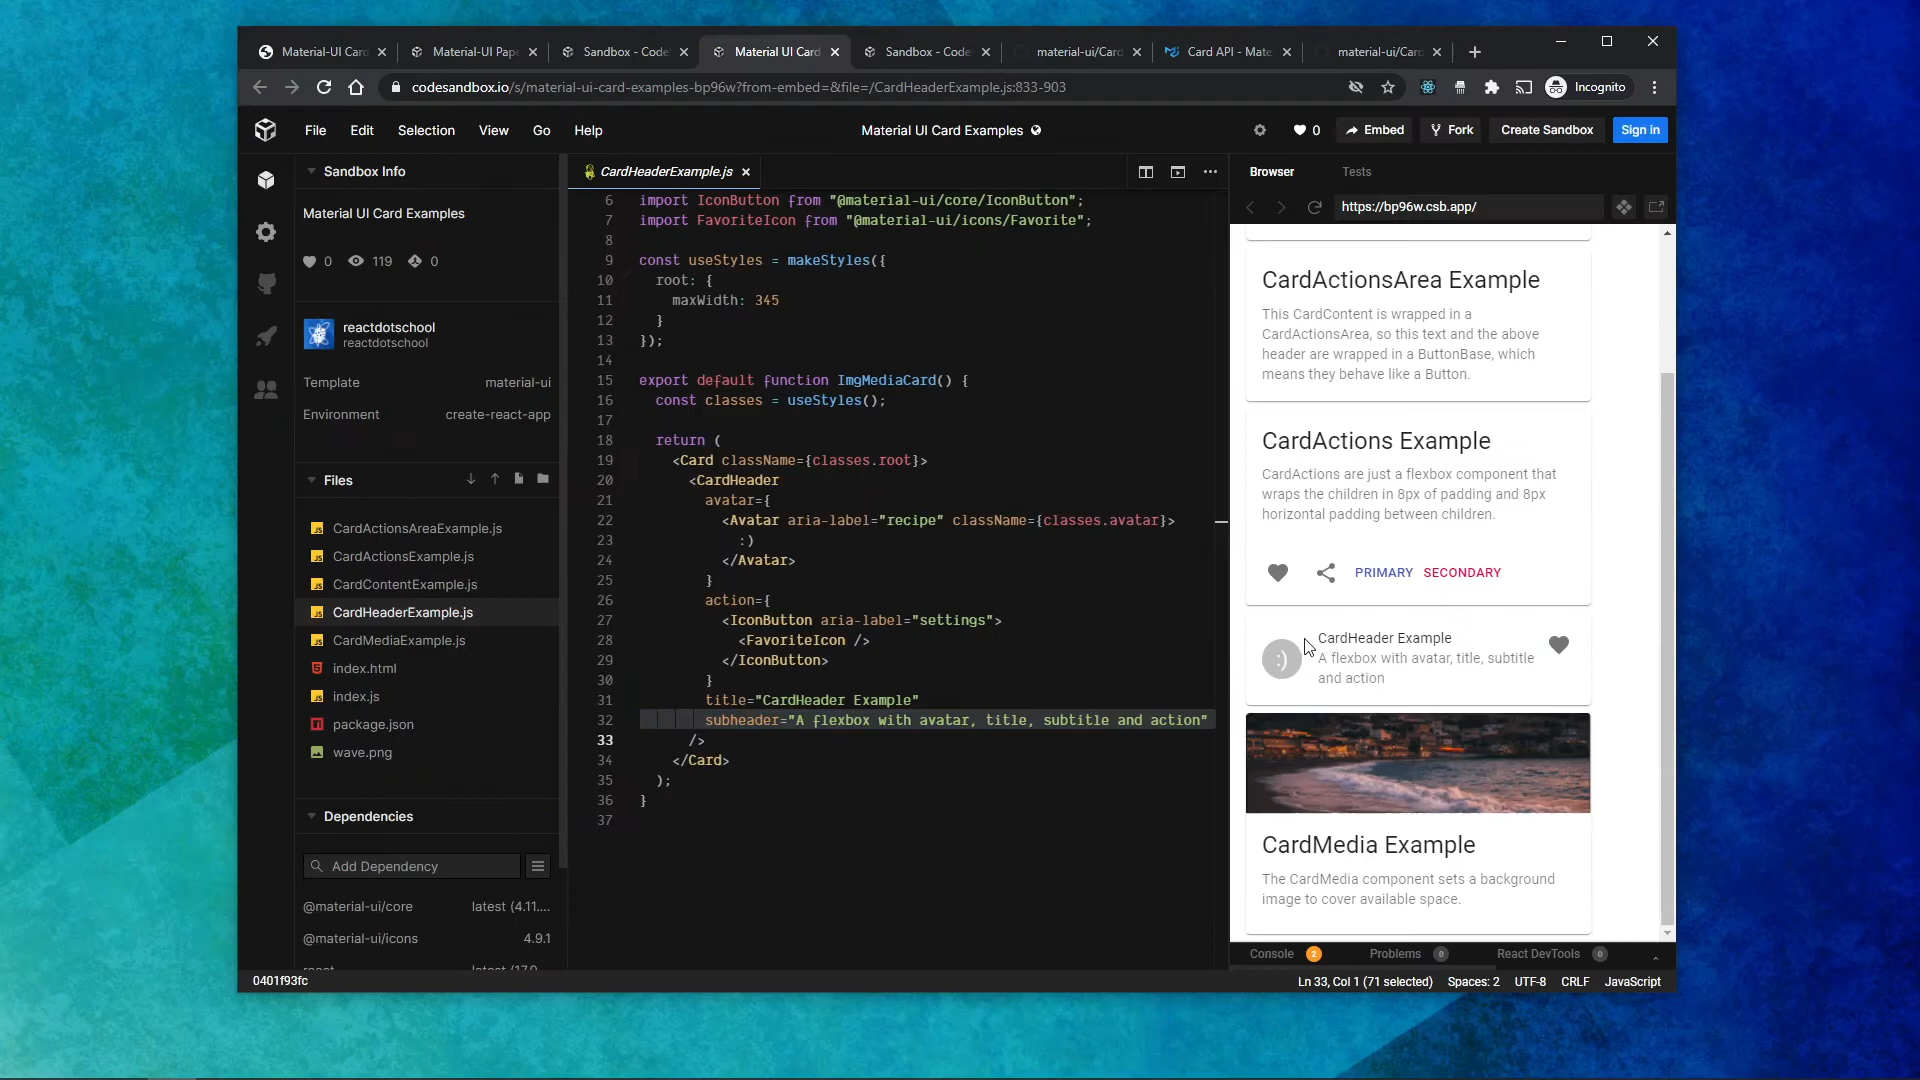 Material-UI Card
Material-UI Pape
Sandbox - Code
Material UI Card
Sandbox - Code
material-ui/Card
Card API - Mate
material-ui/Card
codesandbox.io/s/material-ui-card-examples-bp96w?from-embed=&file=/CardHeaderExample.js:833-903
Incognito
File Edit Selection View Go Help
Material UI Card Examples
0
Embed
Fork
Create Sandbox
Sign in
Sandbox Info
Material UI Card Examples
0 119 0
reactdotschool
reactdotschool
Template material-ui
Environment create-react-app
Files
CardActionsAreaExample.js
CardActionsExample.js
CardContentExample.js
CardHeaderExample.js
CardMediaExample.js
index.html
index.js
package.json
wave.png
Dependencies
Add Dependency
@material-ui/core latest (4.11....
@material-ui/icons 4.9.1
0401f93fc
CardHeaderExample.js
6 import IconButton from "@material-ui/core/IconButton";
7 import FavoriteIcon from "@material-ui/icons/Favorite";
8
9 const useStyles = makeStyles({
10 root: {
11 maxWidth: 345
12 }
13 });
14
15 export default function ImgMediaCard() {
16 const classes = useStyles();
17
18 return (
19 <Card className={classes.root}>
20 <CardHeader
21 avatar={
22 <Avatar aria-label="recipe" className={classes.avatar}>
23 :)
24 </Avatar>
25 }
26 action={
27 <IconButton aria-label="settings">
28 <FavoriteIcon />
29 </IconButton>
30 }
31 title="CardHeader Example"
32 subheader="A flexbox with avatar, title, subtitle and action"
33 />
34 </Card>
35 );
36 }
37
Browser Tests
https://bp96w.csb.app/
CardActionsArea Example
This CardContent is wrapped in a
CardActionsArea, so this text and the above
header are wrapped in a ButtonBase, which
means they behave like a Button.
CardActions Example
CardActions are just a flexbox component that
wraps the children in 8px of padding and 8px
horizontal padding between children.
PRIMARY SECONDARY
:)
CardHeader Example
A flexbox with avatar, title, subtitle
and action
CardMedia Example
The CardMedia component sets a background
image to cover available space.
Console 2 Problems 0 React DevTools 0
Ln 33, Col 1 (71 selected) Spaces: 2 UTF-8 CRLF JavaScript